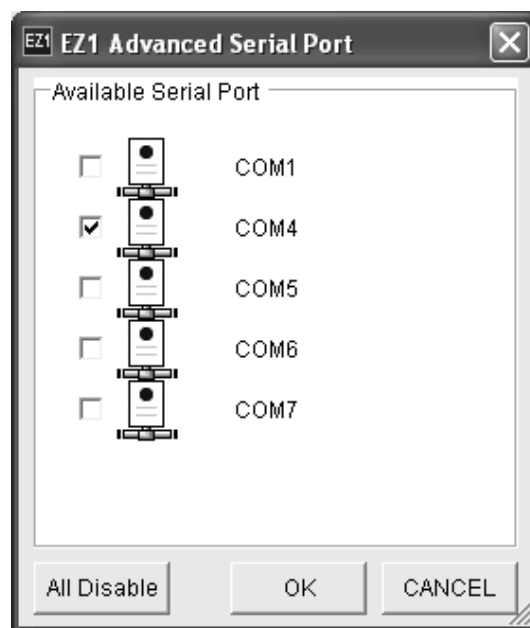 EZ1 EZ1 Advanced Serial Port
Available Serial Port
COM1
COM4
COM5
COM6
COM7
All Disable OK CANCEL